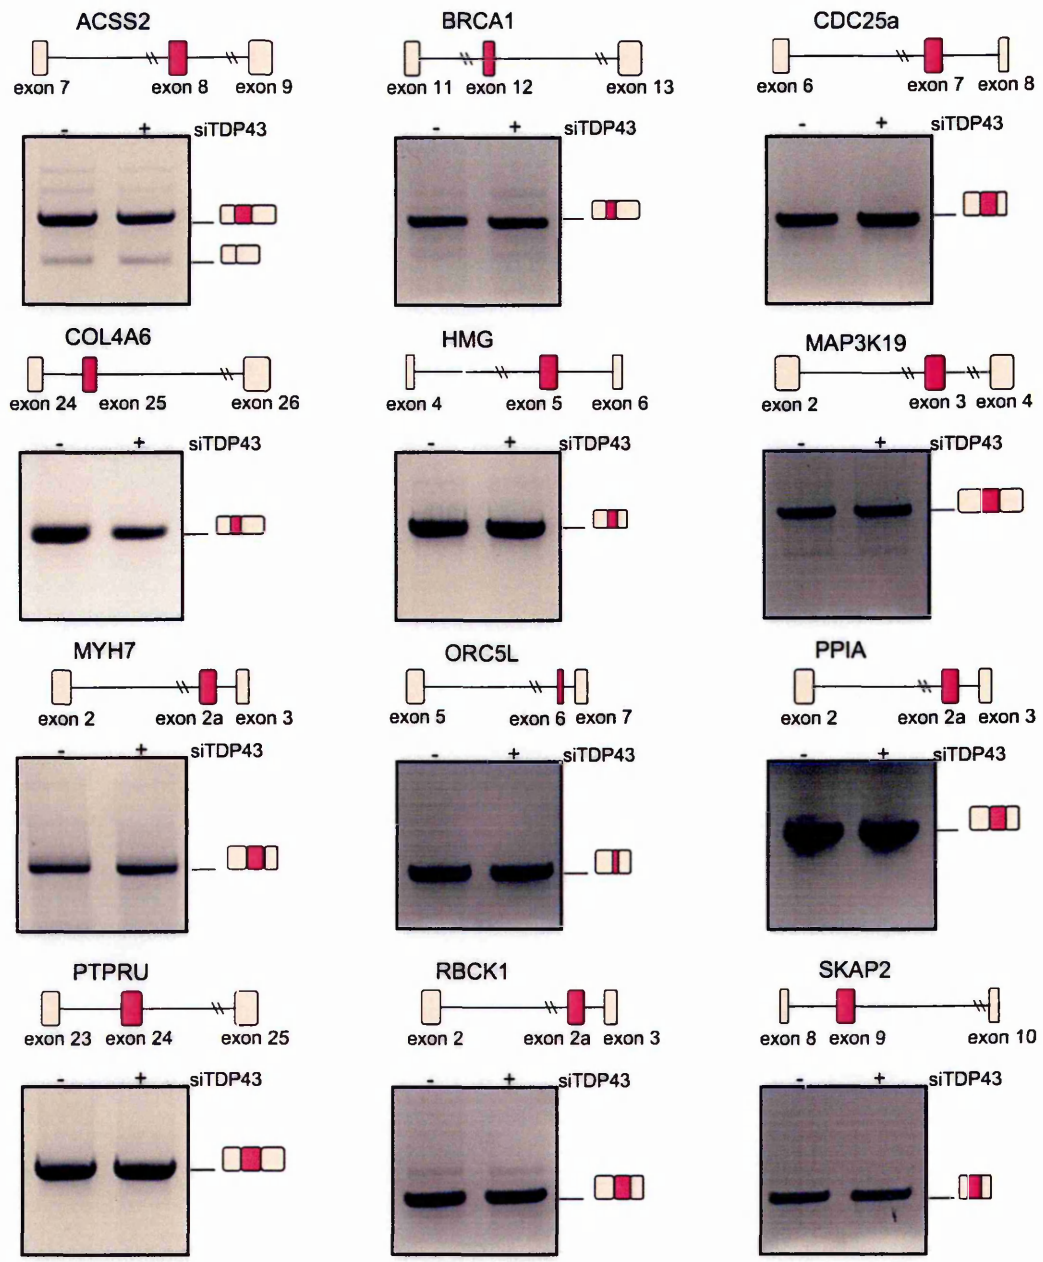 ACSS2 BRCA1 CDC25a
exon 7 exon 8 exon 9 exon 11 exon 12 exon 13 exon 6 exon 7 exon 8
- + siTDP43 - + siTDP43 - + siTDP43
COL4A6 HMG MAP3K19
exon 24 exon 25 exon 26 exon 4 exon 5 exon 6 exon 2 exon 3 exon 4
- + siTDP43 - + siTDP43 - + siTDP43
MYH7 ORC5L PPIA
exon 2 exon 2a exon 3 exon 5 exon 6 exon 7 exon 2 exon 2a exon 3
- + siTDP43 - + siTDP43 - + siTDP43
PTPRU RBCK1 SKAP2
exon 23 exon 24 exon 25 exon 2 exon 2a exon 3 exon 8 exon 9 exon 10
- + siTDP43 - + siTDP43 - + siTDP43